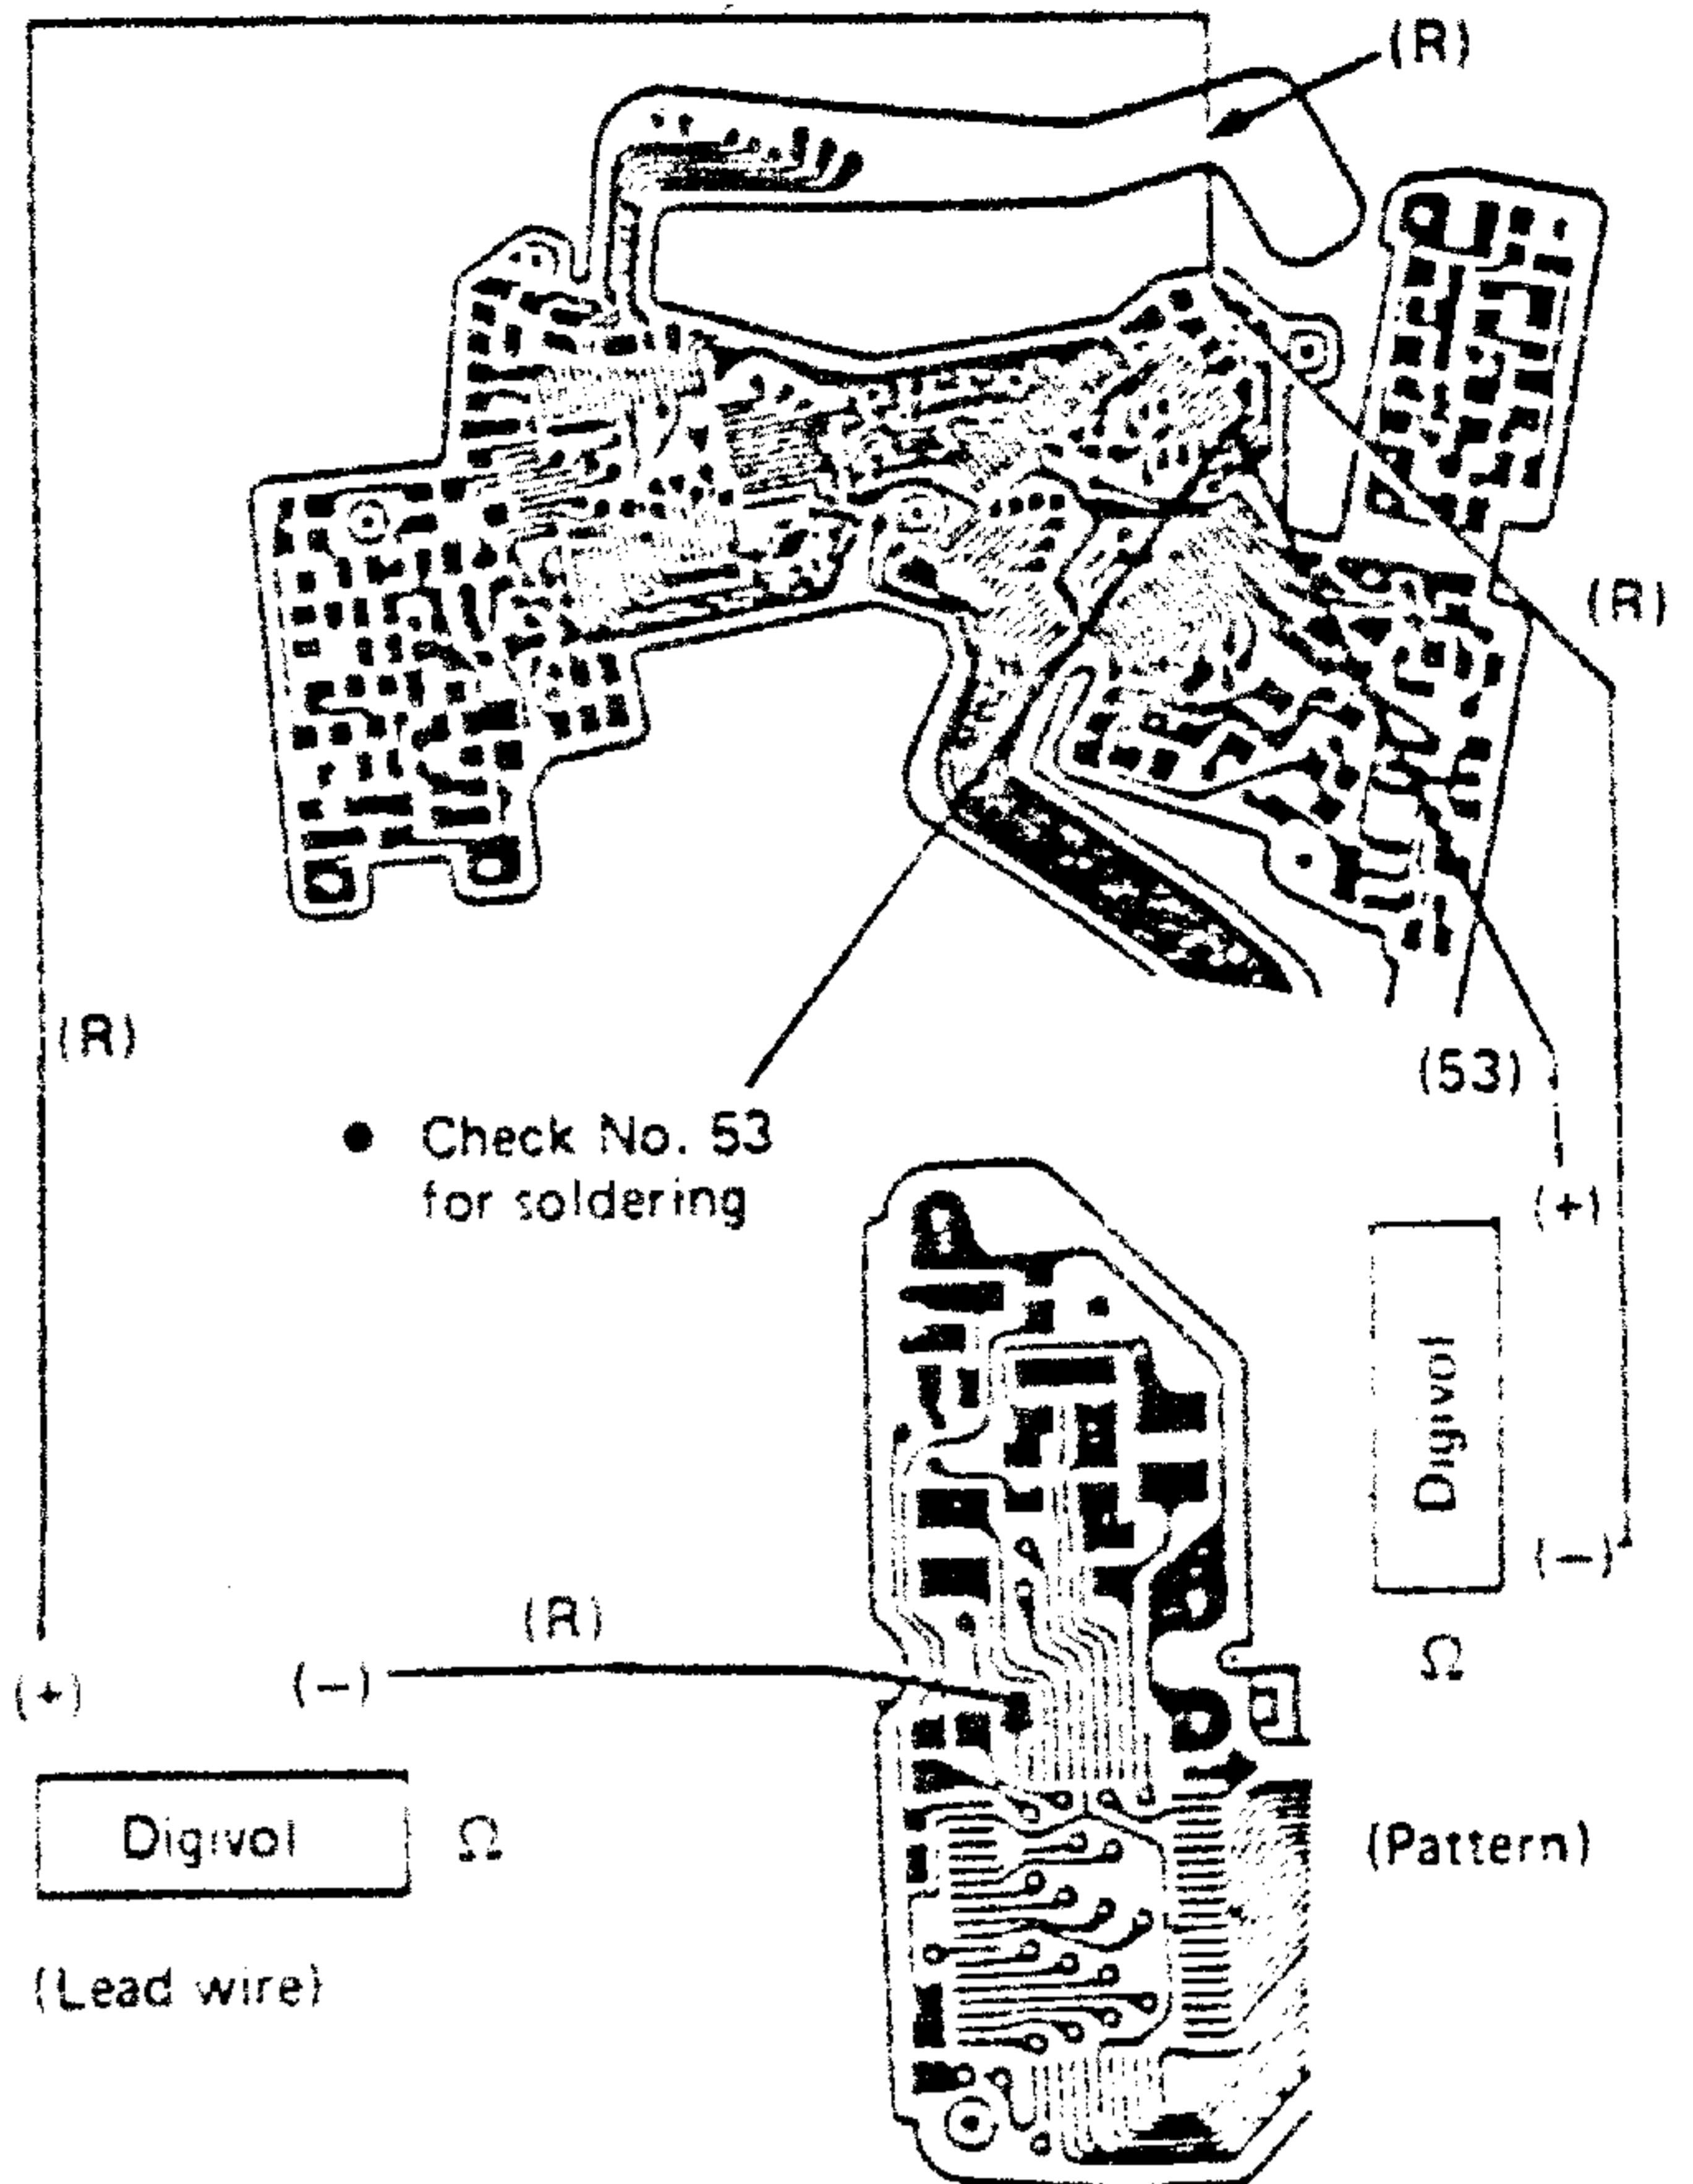 (R)
(R)
(R)
(53)
● Check No. 53
for soldering
(+)
Digivol
(R)
(−)
(+)
(−)
Ω
Digivol
Ω
(Pattern)
(Lead wire)